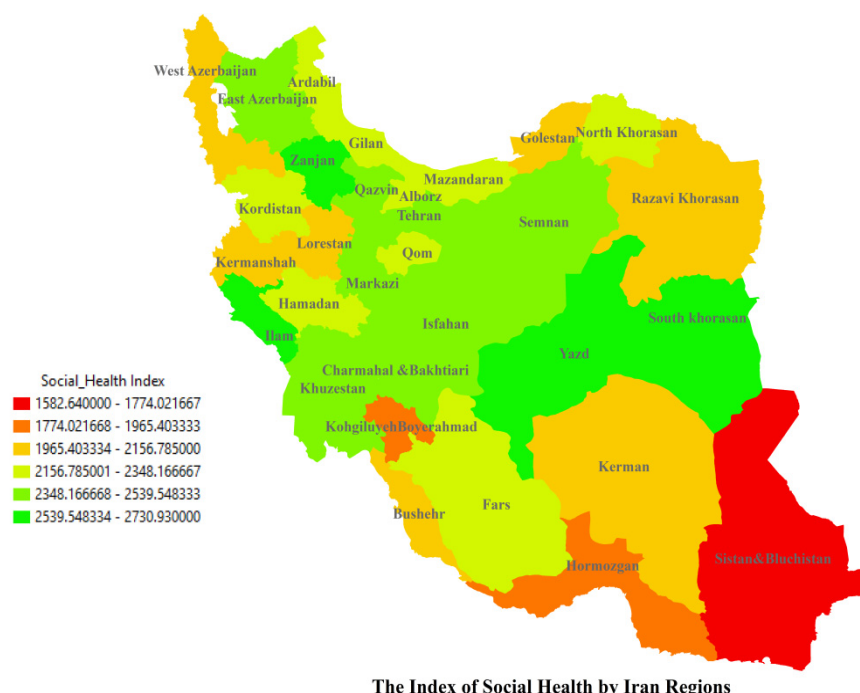 West Azerbaijan
East Azerbaijan
Ardabil
Gilan
Zanjan
Golestan
North Khorasan
Mazandaran
Qazvin
Alborz
Tehran
Semnan
Razavi Khorasan
Kordistan
Lorestan
Kermanshah
Qom
Markazi
Hamadan
Isfahan
South khorasan
Ilam
Yazd
Charmahal &Bakhtiari
Khuzestan
KohgiluyehBoyerahmad
Kerman
Fars
Bushehr
Hormozgan
Sistan&Bluchistan
Social_Health Index
1582.640000 - 1774.021667
1774.021668 - 1965.403333
1965.403334 - 2156.785000
2156.785001 - 2348.166667
2348.166668 - 2539.548333
2539.548334 - 2730.930000
The Index of Social Health by Iran Regions